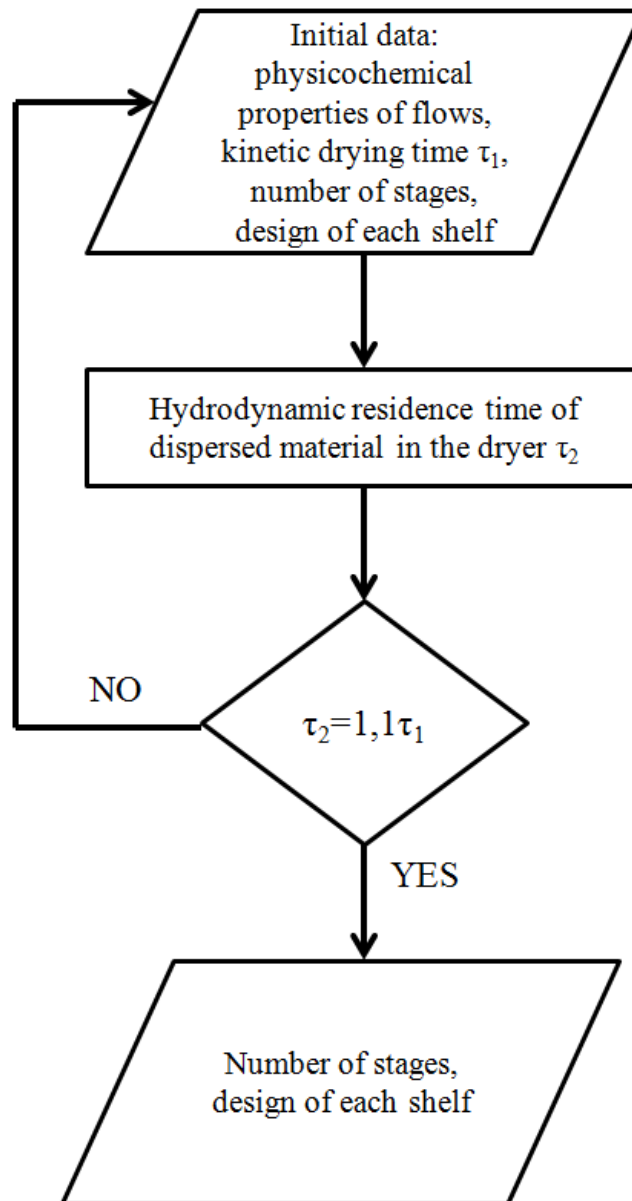 Initial data:
physicochemical
properties of flows,
kinetic drying time τ₁,
number of stages,
design of each shelf
Hydrodynamic residence time of
dispersed material in the dryer τ₂
NO
τ₂=1,1τ₁
YES
Number of stages,
design of each shelf